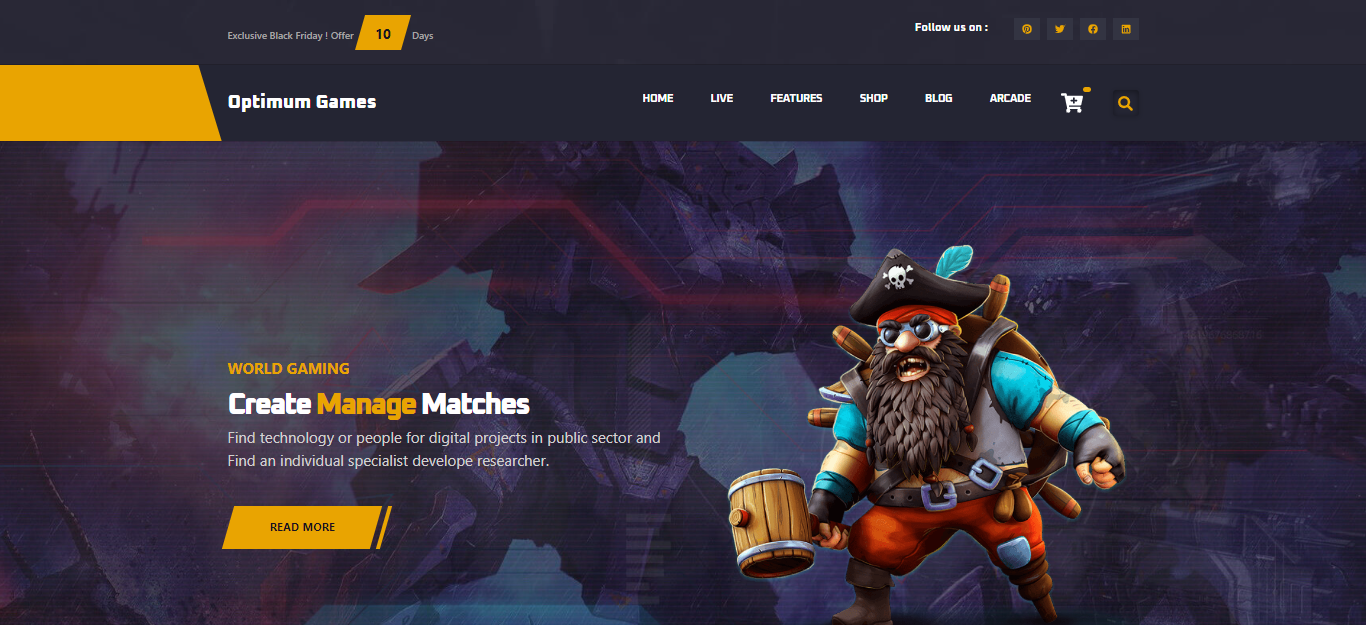 Exclusive Black Friday ! Offer 10 Days
Follow us on :
Optimum Games
HOME LIVE FEATURES SHOP BLOG ARCADE
WORLD GAMING
Create Manage Matches
Find technology or people for digital projects in public sector and
Find an individual specialist develope researcher.
READ MORE